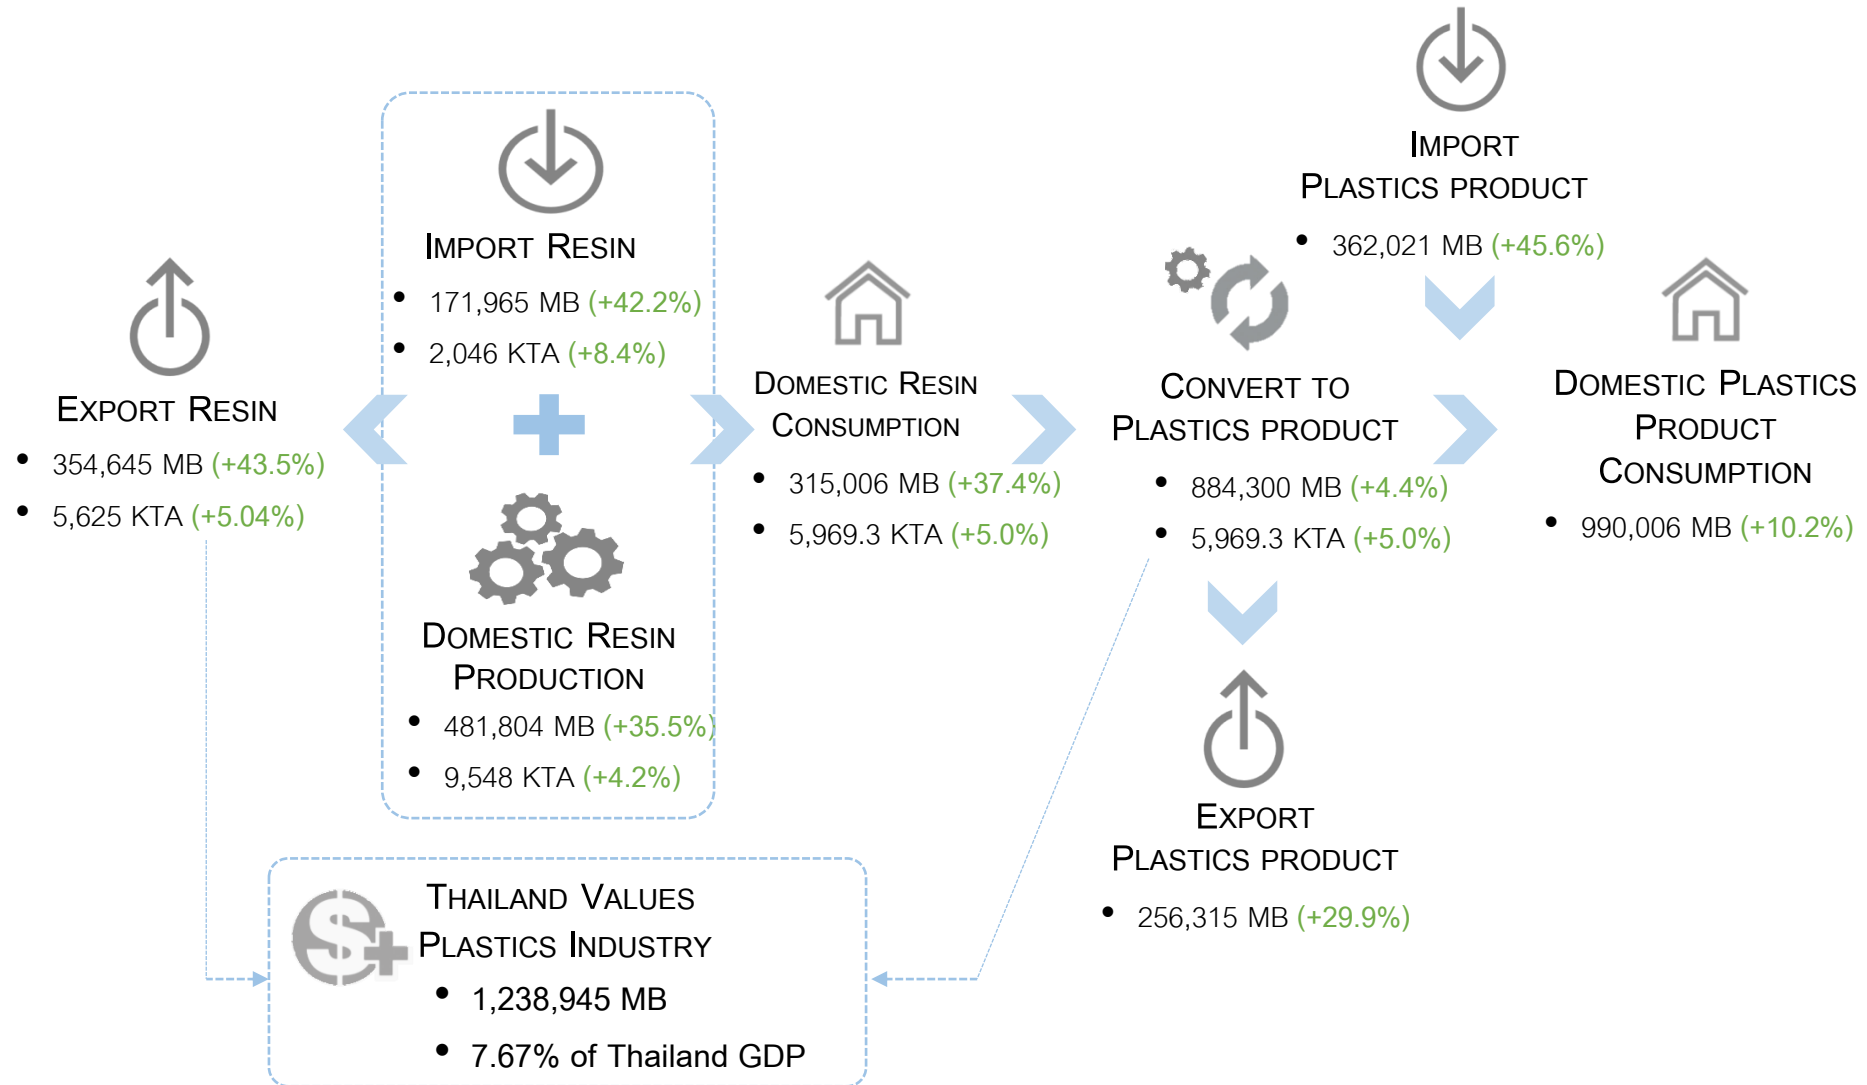 EXPORT RESIN
• 354,645 MB (+43.5%)
• 5,625 KTA (+5.04%)
IMPORT RESIN
• 171,965 MB (+42.2%)
• 2,046 KTA (+8.4%)
DOMESTIC RESIN
PRODUCTION
• 481,804 MB (+35.5%)
• 9,548 KTA (+4.2%)
DOMESTIC RESIN
CONSUMPTION
• 315,006 MB (+37.4%)
• 5,969.3 KTA (+5.0%)
CONVERT TO
PLASTICS PRODUCT
• 884,300 MB (+4.4%)
• 5,969.3 KTA (+5.0%)
IMPORT
PLASTICS PRODUCT
• 362,021 MB (+45.6%)
DOMESTIC PLASTICS
PRODUCT
CONSUMPTION
• 990,006 MB (+10.2%)
EXPORT
PLASTICS PRODUCT
• 256,315 MB (+29.9%)
THAILAND VALUES
PLASTICS INDUSTRY
• 1,238,945 MB
• 7.67% of Thailand GDP